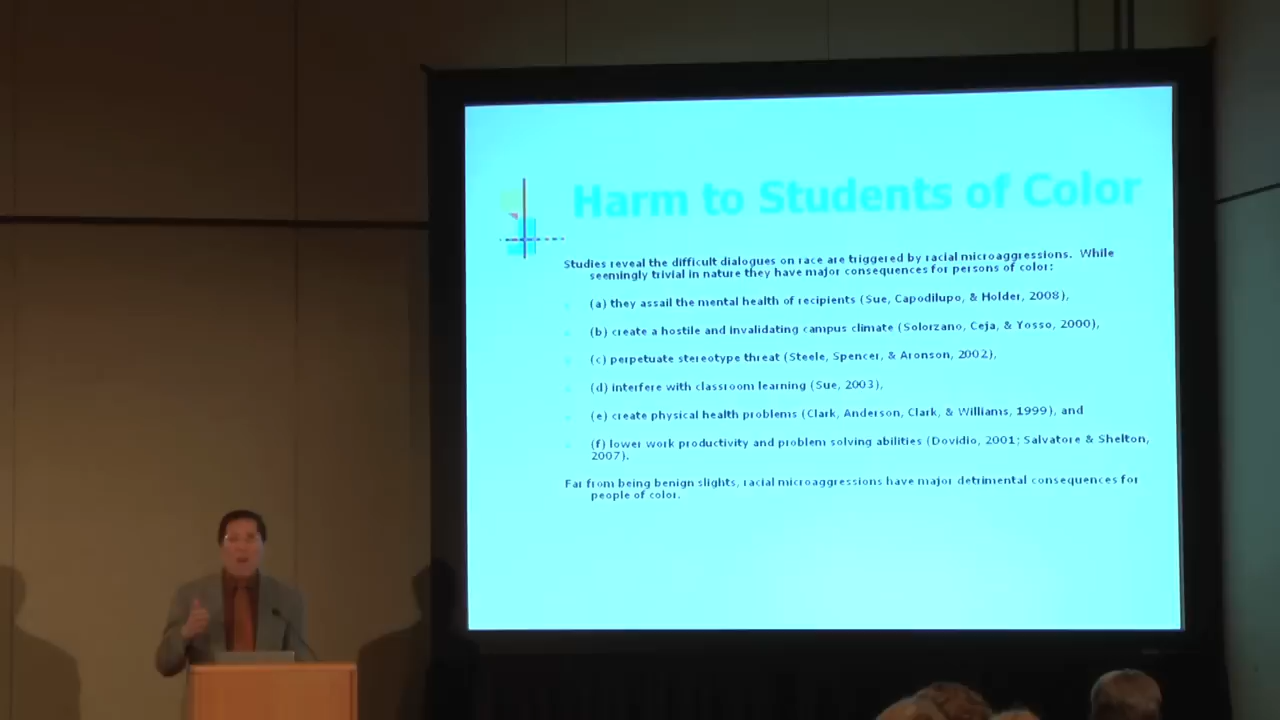 Harm to Students of Color
Studies reveal the difficult dialogues on race are triggered by racial microaggressions. While
seemingly trivial in nature they have major consequences for persons of color:
(a) they assail the mental health of recipients (Sue, Capodilupo, & Holder, 2008),
(b) create a hostile and invalidating campus climate (Solorzano, Ceja, & Yosso, 2000),
(c) perpetuate stereotype threat (Steele, Spencer, & Aronson, 2002),
(d) interfere with classroom learning (Sue, 2003),
(e) create physical health problems (Clark, Anderson, Clark, & Williams, 1999), and
(f) lower work productivity and problem solving abilities (Dovidio, 2001; Salvatore & Shelton,
2007).
Far from being benign slights, racial microaggressions have major detrimental consequences for
people of color.